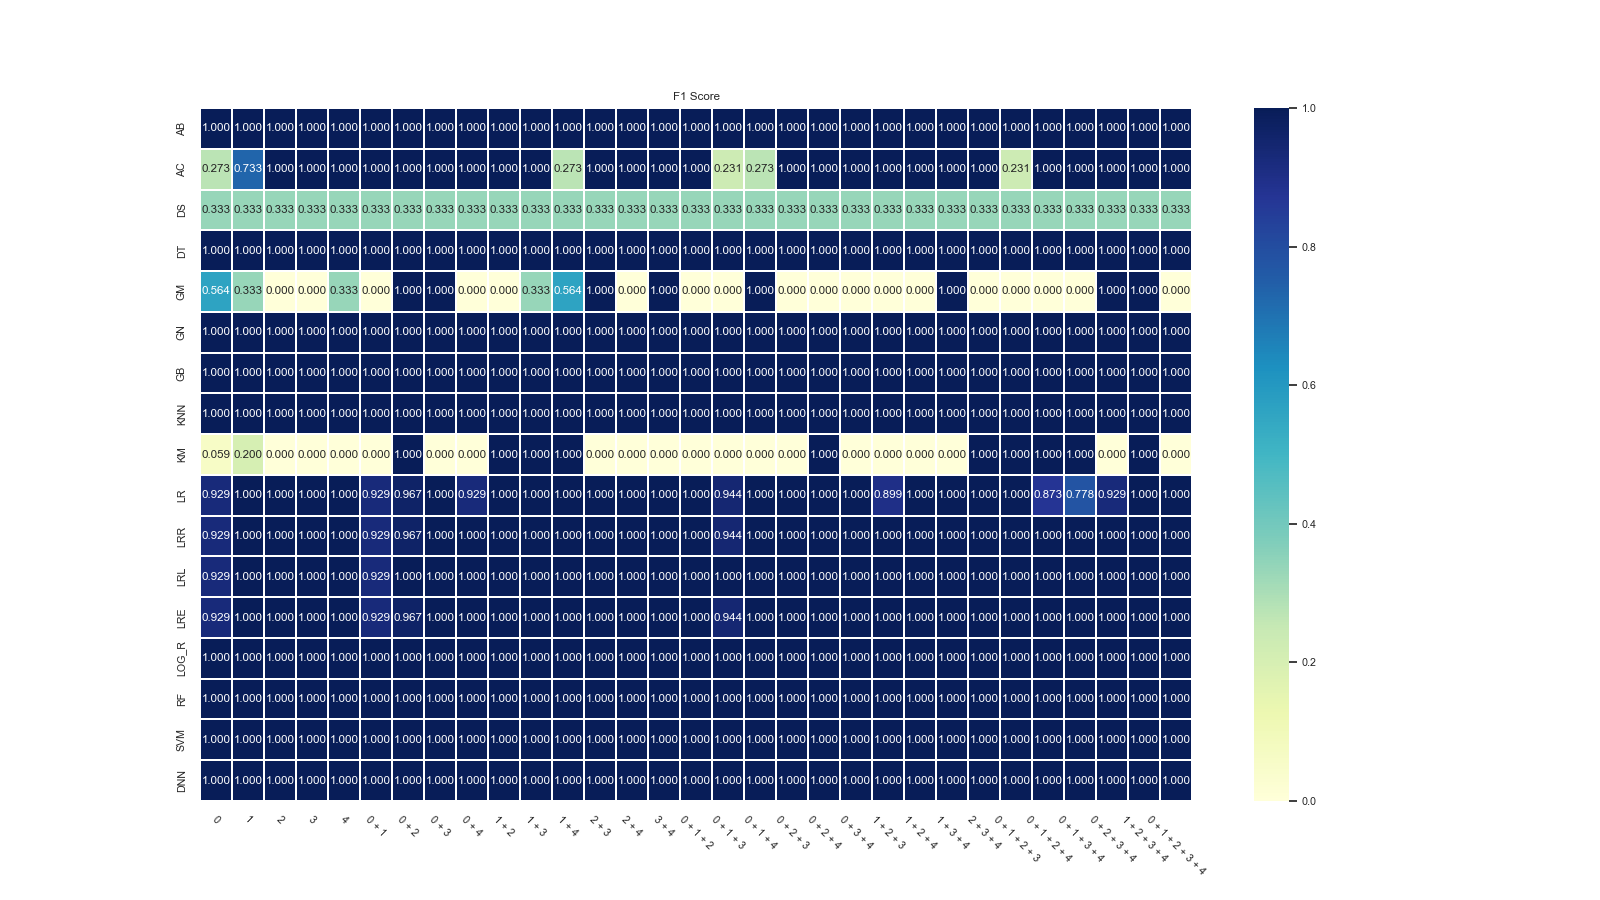 F1 Score
AB 1.000 1.000 1.000 1.000 1.000 1.000 1.000 1.000 1.000 1.000 1.000 1.000 1.000 1.000 1.000 1.000 1.000 1.000 1.000 1.000 1.000 1.000 1.000 1.000 1.000 1.000 1.000 1.000 1.000 1.000 1.000
AC 0.273 0.733 1.000 1.000 1.000 1.000 1.000 1.000 1.000 1.000 1.000 0.273 1.000 1.000 1.000 1.000 0.231 0.273 1.000 1.000 1.000 1.000 1.000 1.000 1.000 0.231 1.000 1.000 1.000 1.000 1.000
DS 0.333 0.333 0.333 0.333 0.333 0.333 0.333 0.333 0.333 0.333 0.333 0.333 0.333 0.333 0.333 0.333 0.333 0.333 0.333 0.333 0.333 0.333 0.333 0.333 0.333 0.333 0.333 0.333 0.333 0.333 0.333
DT 1.000 1.000 1.000 1.000 1.000 1.000 1.000 1.000 1.000 1.000 1.000 1.000 1.000 1.000 1.000 1.000 1.000 1.000 1.000 1.000 1.000 1.000 1.000 1.000 1.000 1.000 1.000 1.000 1.000 1.000 1.000
GM 0.564 0.333 0.000 0.000 0.333 0.000 1.000 1.000 0.000 0.000 0.333 0.564 1.000 0.000 1.000 0.000 0.000 1.000 0.000 0.000 0.000 0.000 0.000 1.000 0.000 0.000 0.000 0.000 1.000 1.000 0.000
GN 1.000 1.000 1.000 1.000 1.000 1.000 1.000 1.000 1.000 1.000 1.000 1.000 1.000 1.000 1.000 1.000 1.000 1.000 1.000 1.000 1.000 1.000 1.000 1.000 1.000 1.000 1.000 1.000 1.000 1.000 1.000
GB 1.000 1.000 1.000 1.000 1.000 1.000 1.000 1.000 1.000 1.000 1.000 1.000 1.000 1.000 1.000 1.000 1.000 1.000 1.000 1.000 1.000 1.000 1.000 1.000 1.000 1.000 1.000 1.000 1.000 1.000 1.000
KNN 1.000 1.000 1.000 1.000 1.000 1.000 1.000 1.000 1.000 1.000 1.000 1.000 1.000 1.000 1.000 1.000 1.000 1.000 1.000 1.000 1.000 1.000 1.000 1.000 1.000 1.000 1.000 1.000 1.000 1.000 1.000
KM 0.059 0.200 0.000 0.000 0.000 0.000 1.000 0.000 0.000 1.000 1.000 1.000 0.000 0.000 0.000 0.000 0.000 0.000 0.000 1.000 0.000 0.000 0.000 0.000 1.000 1.000 1.000 1.000 0.000 1.000 0.000
LR 0.929 1.000 1.000 1.000 1.000 0.929 0.967 1.000 0.929 1.000 1.000 1.000 1.000 1.000 1.000 1.000 0.944 1.000 1.000 1.000 1.000 0.899 1.000 1.000 1.000 1.000 0.873 0.778 0.929 1.000 1.000
LRR 0.929 1.000 1.000 1.000 1.000 0.929 0.967 1.000 1.000 1.000 1.000 1.000 1.000 1.000 1.000 1.000 0.944 1.000 1.000 1.000 1.000 1.000 1.000 1.000 1.000 1.000 1.000 1.000 1.000 1.000 1.000
LRL 0.929 1.000 1.000 1.000 1.000 0.929 1.000 1.000 1.000 1.000 1.000 1.000 1.000 1.000 1.000 1.000 1.000 1.000 1.000 1.000 1.000 1.000 1.000 1.000 1.000 1.000 1.000 1.000 1.000 1.000 1.000
LRE 0.929 1.000 1.000 1.000 1.000 0.929 0.967 1.000 1.000 1.000 1.000 1.000 1.000 1.000 1.000 1.000 0.944 1.000 1.000 1.000 1.000 1.000 1.000 1.000 1.000 1.000 1.000 1.000 1.000 1.000 1.000
LOG_R 1.000 1.000 1.000 1.000 1.000 1.000 1.000 1.000 1.000 1.000 1.000 1.000 1.000 1.000 1.000 1.000 1.000 1.000 1.000 1.000 1.000 1.000 1.000 1.000 1.000 1.000 1.000 1.000 1.000 1.000 1.000
RF 1.000 1.000 1.000 1.000 1.000 1.000 1.000 1.000 1.000 1.000 1.000 1.000 1.000 1.000 1.000 1.000 1.000 1.000 1.000 1.000 1.000 1.000 1.000 1.000 1.000 1.000 1.000 1.000 1.000 1.000 1.000
SVM 1.000 1.000 1.000 1.000 1.000 1.000 1.000 1.000 1.000 1.000 1.000 1.000 1.000 1.000 1.000 1.000 1.000 1.000 1.000 1.000 1.000 1.000 1.000 1.000 1.000 1.000 1.000 1.000 1.000 1.000 1.000
DNN 1.000 1.000 1.000 1.000 1.000 1.000 1.000 1.000 1.000 1.000 1.000 1.000 1.000 1.000 1.000 1.000 1.000 1.000 1.000 1.000 1.000 1.000 1.000 1.000 1.000 1.000 1.000 1.000 1.000 1.000 1.000
0
1
2
3
4
0 + 1
0 + 2
0 + 3
0 + 4
1 + 2
1 + 3
1 + 4
2 + 3
2 + 4
3 + 4
0 + 1 + 2
0 + 1 + 3
0 + 1 + 4
0 + 2 + 3
0 + 2 + 4
0 + 3 + 4
1 + 2 + 3
1 + 2 + 4
1 + 3 + 4
2 + 3 + 4
0 + 1 + 2 + 3
0 + 1 + 2 + 4
0 + 1 + 3 + 4
0 + 2 + 3 + 4
1 + 2 + 3 + 4
0 + 1 + 2 + 3 + 4
1.0
0.8
0.6
0.4
0.2
0.0